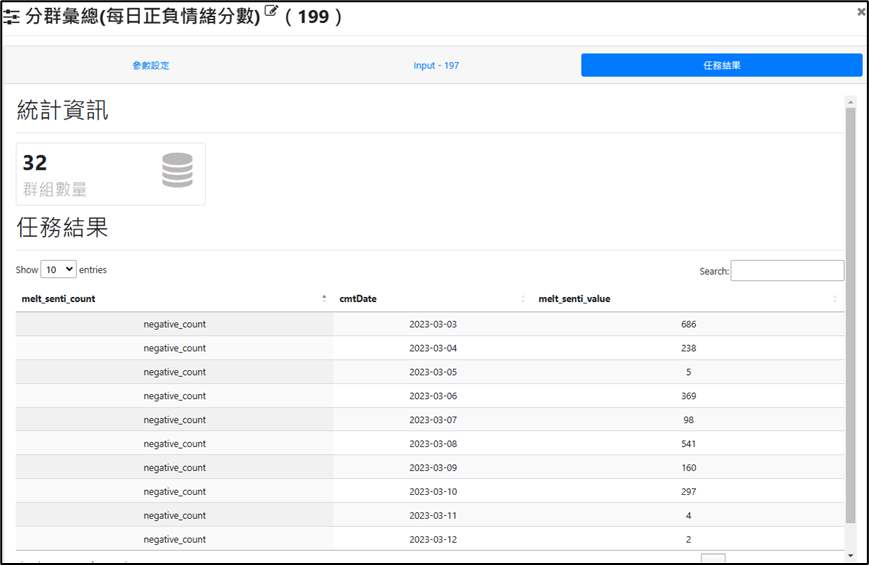 分群彙總(每日正負情緒分數) ( 199 )
參數設定 Input - 197 任務結果
統計資訊
32
群組數量
任務結果
Show 10 entries Search:
melt_senti_count cmtDate melt_senti_value
negative_count 2023-03-03 686
negative_count 2023-03-04 238
negative_count 2023-03-05 5
negative_count 2023-03-06 369
negative_count 2023-03-07 98
negative_count 2023-03-08 541
negative_count 2023-03-09 160
negative_count 2023-03-10 297
negative_count 2023-03-11 4
negative_count 2023-03-12 2